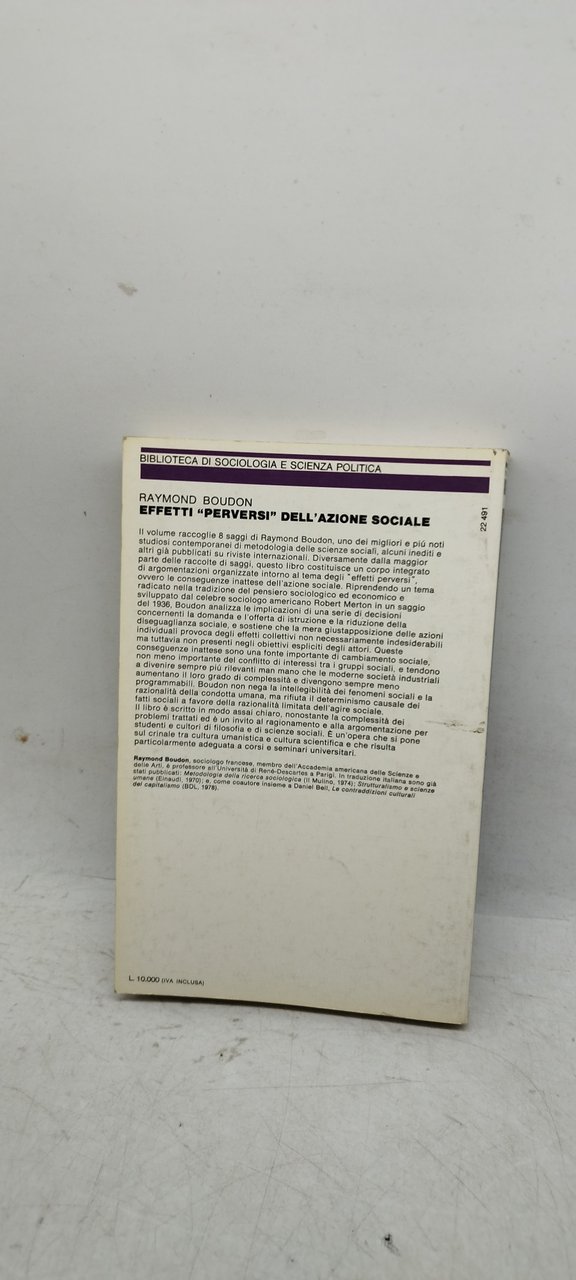 BIBLIOTECA DI SOCIOLOGIA E SCIENZA POLITICA
RAYMOND BOUDON
EFFETTI “PERVERSI” DELL’AZIONE SOCIALE
22 491
Il volume raccoglie 8 saggi di Raymond Boudon, uno dei migliori e piú noti
studiosi contemporanei di metodologia delle scienze sociali, alcuni inediti e
altri già pubblicati su riviste internazionali. Diversamente dalla maggior
parte delle raccolte di saggi, questo libro costituisce un corpo integrato
di argomentazioni organizzate intorno al tema degli "effetti perversi",
ovvero le conseguenze inattese dell'azione sociale. Riprendendo un tema
radicato nella tradizione del pensiero sociologico ed economico e
sviluppato dal celebre sociologo americano Robert Merton in un saggio
del 1936, Boudon analizza le implicazioni di una serie di decisioni
concernenti la domanda e l'offerta di istruzione e la riduzione della
diseguaglianza sociale, e sostiene che la mera giustapposizione delle azioni
individuali provoca degli effetti collettivi non necessariamente indesiderabili
ma tuttavia non presenti negli obiettivi espliciti degli attori. Queste
conseguenze inattese sono una fonte importante di cambiamento sociale,
non meno importante del conflitto di interessi tra i gruppi sociali, e tendono
a divenire sempre piú rilevanti man mano che le moderne società industriali
aumentano il loro grado di complessità e divengono sempre meno
programmabili. Boudon non nega la intellegibilità dei fenomeni sociali e la
razionalità della condotta umana, ma rifiuta il determinismo causale dei
fatti sociali a favore della razionalità limitata dell'agire sociale.
Il libro è scritto in modo assai chiaro, nonostante la complessità dei
problemi trattati ed è un invito al ragionamento e alla argomentazione per
studenti e cultori di filosofia e di scienze sociali. È un'opera che si pone
sul crinale tra cultura umanistica e cultura scientifica e che risulta
particolarmente adeguata a corsi e seminari universitari.
Raymond Boudon, sociologo francese, membro dell'Accademia americana delle Scienze e
delle Arti, è professore all'Università di René-Descartes a Parigi. In traduzione italiana sono già
stati pubblicati: Metodologia della ricerca sociologica (Il Mulino, 1974); Strutturalismo e scienze
umane (Einaudi, 1970); e, come coautore insieme a Daniel Bell, Le contraddizioni culturali
del capitalismo (BDL, 1978).
L. 10.000 (IVA INCLUSA)